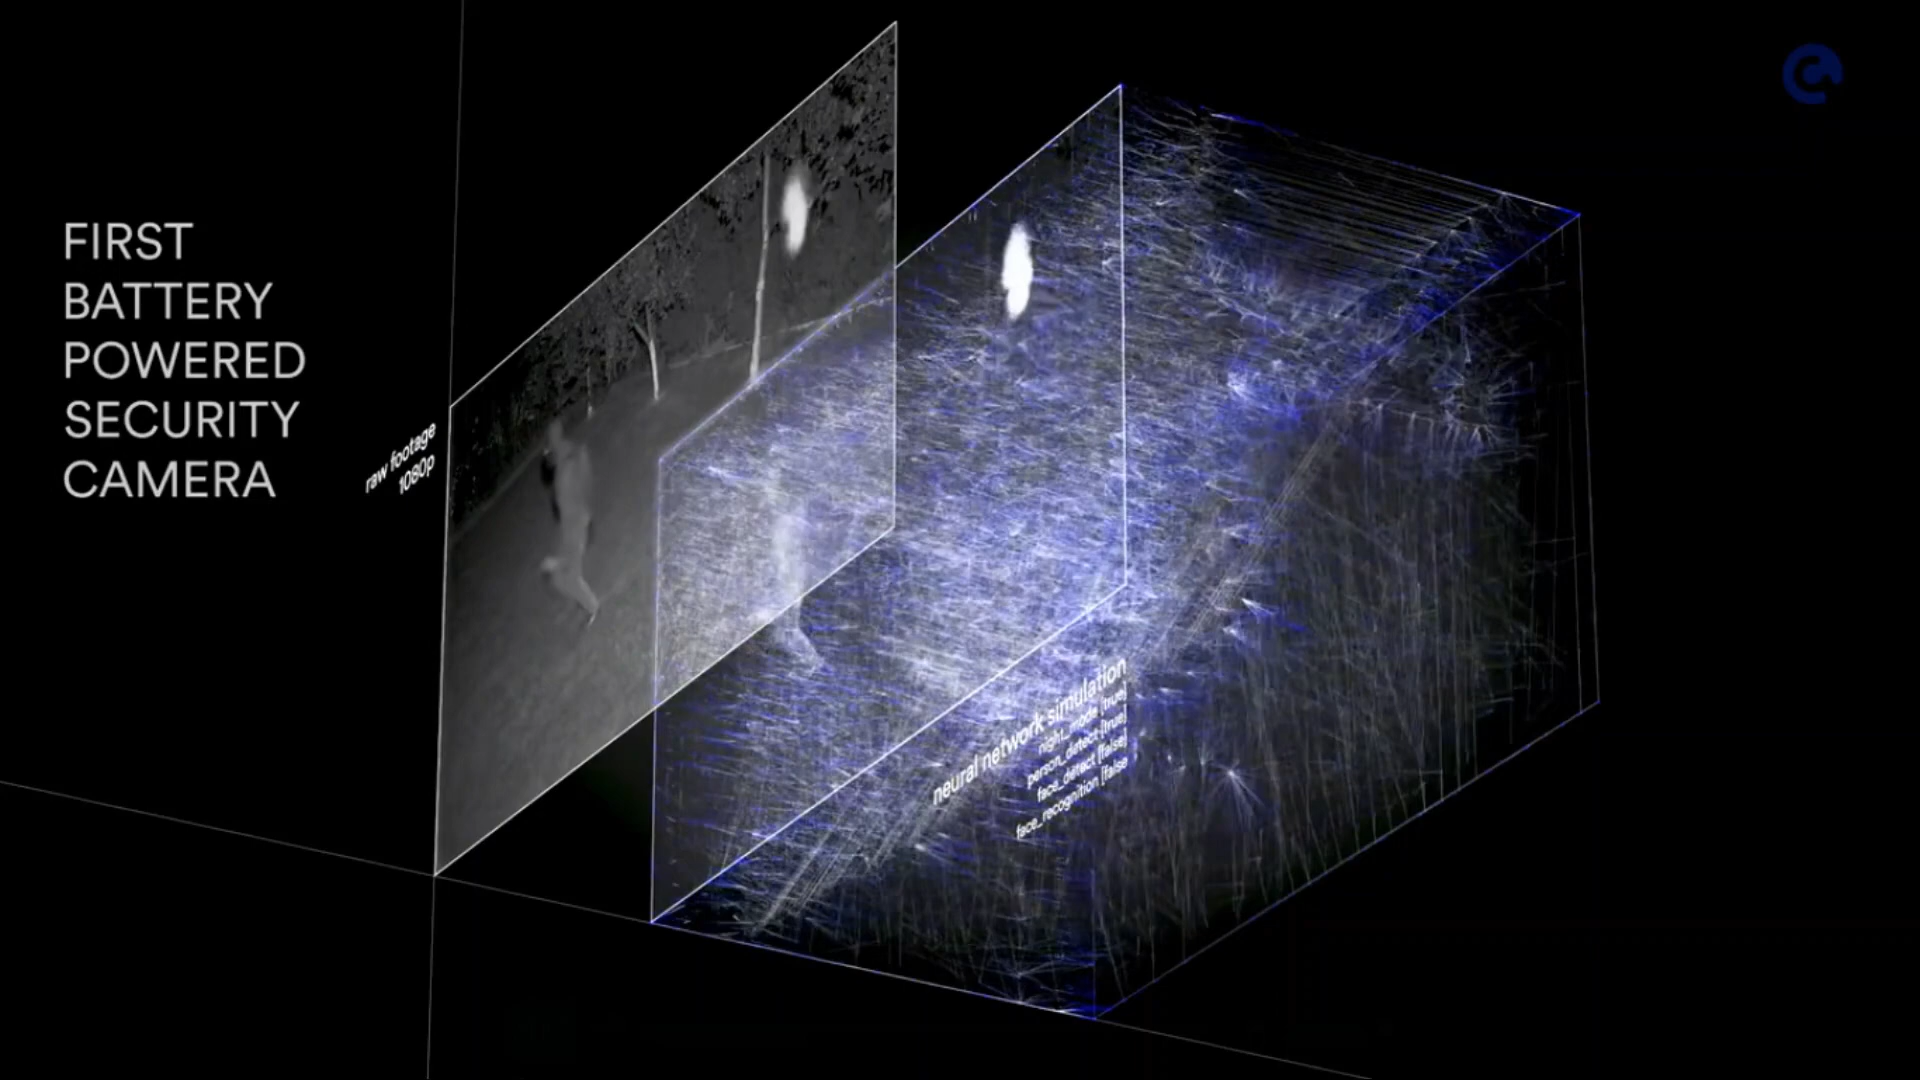 FIRST
BATTERY
POWERED
SECURITY
CAMERA
raw footage
1080p
neural network simulation
night_mode [true]
person_detect [true]
face_detect [false]
face_recognition [false